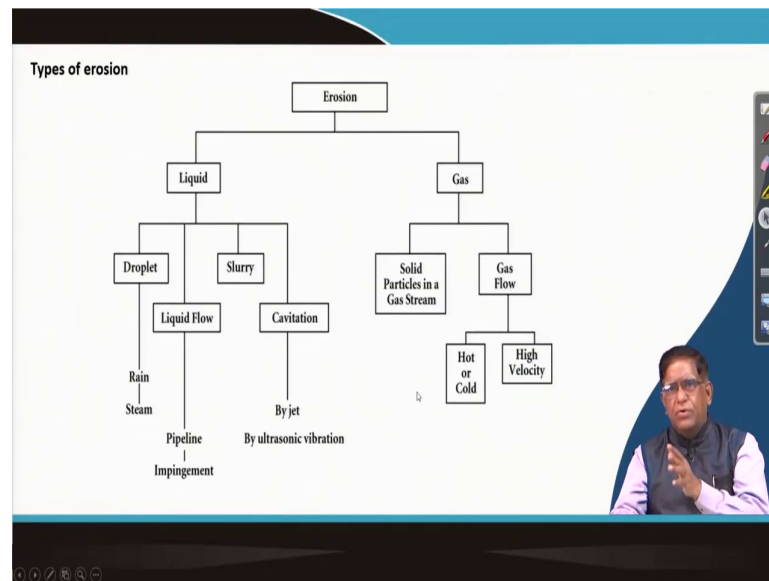 Types of erosion
Erosion
Liquid
Gas
Droplet
Slurry
Solid
Particles in a
Gas Stream
Gas
Flow
Liquid Flow
Cavitation
Hot
or
Cold
High
Velocity
Rain
Steam
By jet
Pipeline
By ultrasonic vibration
Impingement